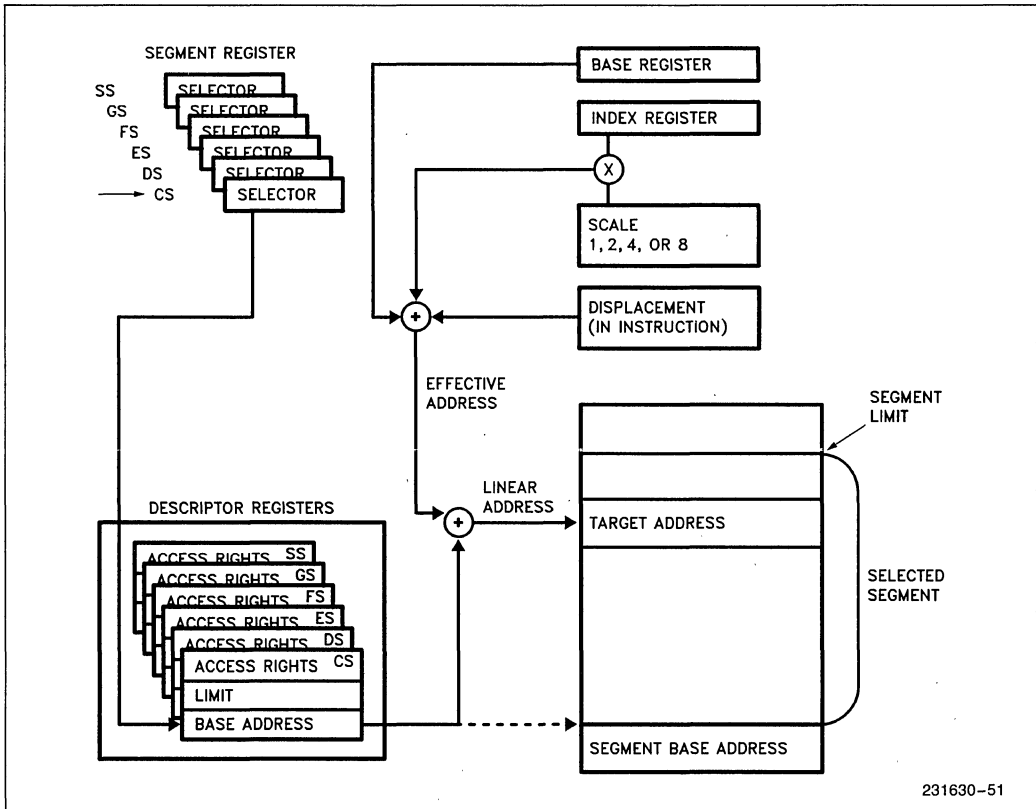 SEGMENT REGISTER
SS
GS
FS
ES
DS
CS
SELECTOR
SELECTOR
SELECTOR
SELECTOR
SELECTOR
SELECTOR
BASE REGISTER
INDEX REGISTER
X
SCALE
1, 2, 4, OR 8
DISPLACEMENT
(IN INSTRUCTION)
+
EFFECTIVE
ADDRESS
SEGMENT
LIMIT
DESCRIPTOR REGISTERS
+
LINEAR
ADDRESS
TARGET ADDRESS
SELECTED
SEGMENT
ACCESS RIGHTS SS
ACCESS RIGHTS GS
ACCESS RIGHTS FS
ACCESS RIGHTS ES
ACCESS RIGHTS DS
ACCESS RIGHTS CS
LIMIT
BASE ADDRESS
SEGMENT BASE ADDRESS
231630–51